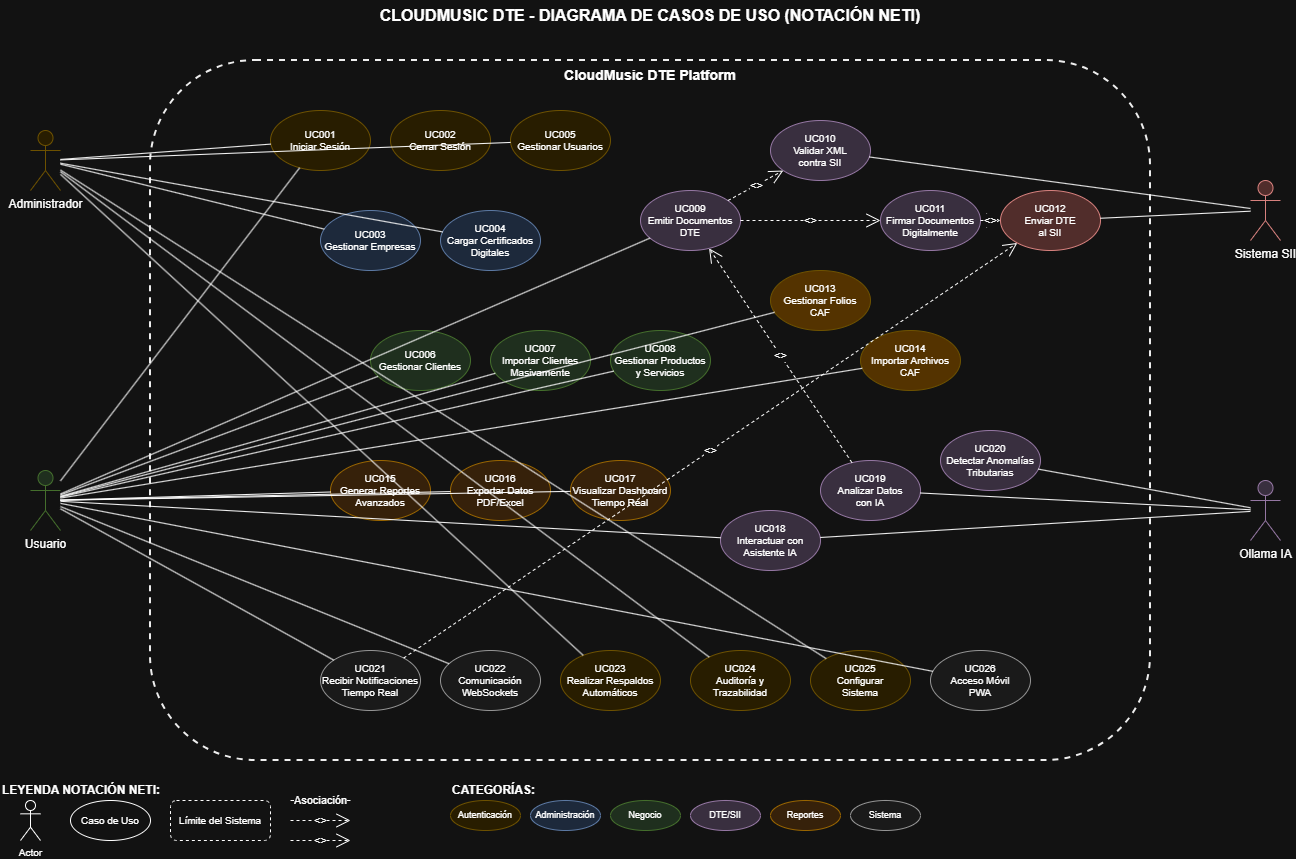 CLOUDMUSIC DTE - DIAGRAMA DE CASOS DE USO (NOTACIÓN NETI)
CloudMusic DTE Platform
UC001
Iniciar Sesión
UC002
Cerrar Sesión
UC005
Gestionar Usuarios
UC010
Validar XML
contra SII
Administrador
UC003
Gestionar Empresas
UC004
Cargar Certificados
Digitales
UC009
Emitir Documentos
DTE
UC011
Firmar Documentos
Digitalmente
UC012
Enviar DTE
al SII
Sistema SII
UC013
Gestionar Folios
CAF
UC006
Gestionar Clientes
UC007
Importar Clientes
Masivamente
UC008
Gestionar Productos
y Servicios
UC014
Importar Archivos
CAF
UC020
Detectar Anomalías
Tributarias
UC015
Generar Reportes
Avanzados
UC016
Exportar Datos
PDF/Excel
UC017
Visualizar Dashboard
Tiempo Real
UC019
Analizar Datos
con IA
Usuario
UC018
Interactuar con
Asistente IA
Ollama IA
UC021
Recibir Notificaciones
Tiempo Real
UC022
Comunicación
WebSockets
UC023
Realizar Respaldos
Automáticos
UC024
Auditoría y
Trazabilidad
UC025
Configurar
Sistema
UC026
Acceso Móvil
PWA
LEYENDA NOTACIÓN NETI:
Actor
Caso de Uso
Límite del Sistema
-Asociación-
<>
<>
CATEGORÍAS:
Autenticación
Administración
Negocio
DTE/SII
Reportes
Sistema